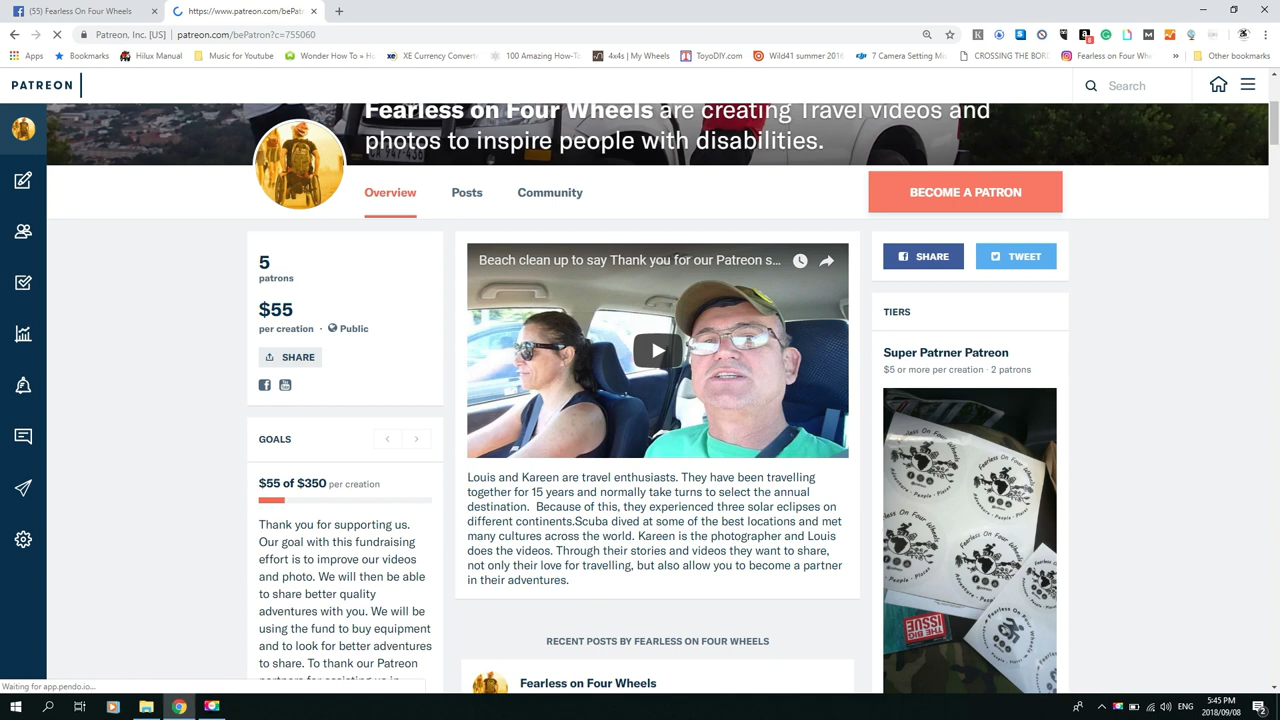 (55) Fearless On Four Wheels
https://www.patreon.com/bePat
Patreon, Inc. [US] | patreon.com/bePatron?c=755060
Apps
Bookmarks
Hilux Manual
Music for Youtube
Wonder How To » H
XE Currency Convert
100 Amazing How-To
4x4s | My Wheels
ToyoDIY.com
Wild41 summer 2016
7 Camera Setting Mi
CROSSING THE BORD
Fearless on Four Whe
»
Other bookmarks
PATREON
Search
Fearless on Four Wheels are creating Travel videos and
photos to inspire people with disabilities.
Overview
Posts
Community
BECOME A PATRON
5
patrons
$55
per creation · Public
SHARE
GOALS
$55 of $350 per creation
Thank you for supporting us.
Our goal with this fundraising
effort is to improve our videos
and photo. We will then be able
to share better quality
adventures with you. We will be
using the fund to buy equipment
and to look for better adventures
to share. To thank our Patreon
Beach clean up to say Thank you for our Patreon s...
Louis and Kareen are travel enthusiasts. They have been travelling
together for 15 years and normally take turns to select the annual
destination. Because of this, they experienced three solar eclipses on
different continents.Scuba dived at some of the best locations and met
many cultures across the world. Kareen is the photographer and Louis
does the videos. Through their stories and videos they want to share,
not only their love for travelling, but also allow you to become a partner
in their adventures.
RECENT POSTS BY FEARLESS ON FOUR WHEELS
Fearless on Four Wheels
SHARE
TWEET
TIERS
Super Patrner Patreon
$5 or more per creation · 2 patrons
THE BIG
ISSUE
Waiting for app.pendo.io...
ENG
5:45 PM
2018/09/08
2